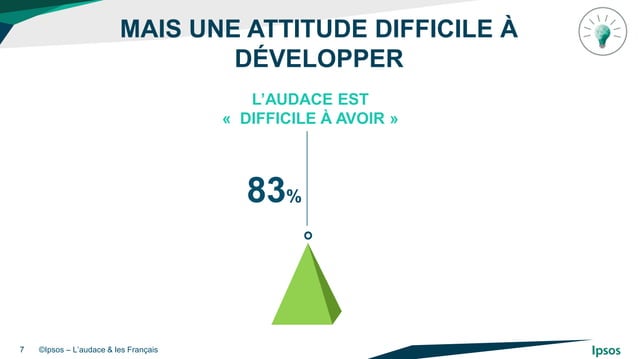 MAIS UNE ATTITUDE DIFFICILE À
DÉVELOPPER
L’AUDACE EST
«  DIFFICILE À AVOIR »
83%
7 ©Ipsos – L’audace & les Français
Ipsos